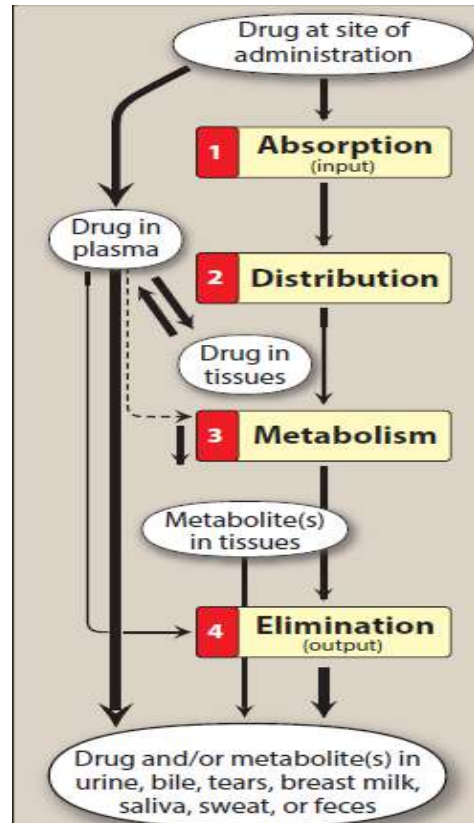 Drug at site of
administration
1 Absorption
(input)
Drug in
plasma
2 Distribution
Drug in
tissues
3 Metabolism
Metabolite(s)
in tissues
4 Elimination
(output)
Drug and/or metabolite(s) in
urine, bile, tears, breast milk,
saliva, sweat, or feces